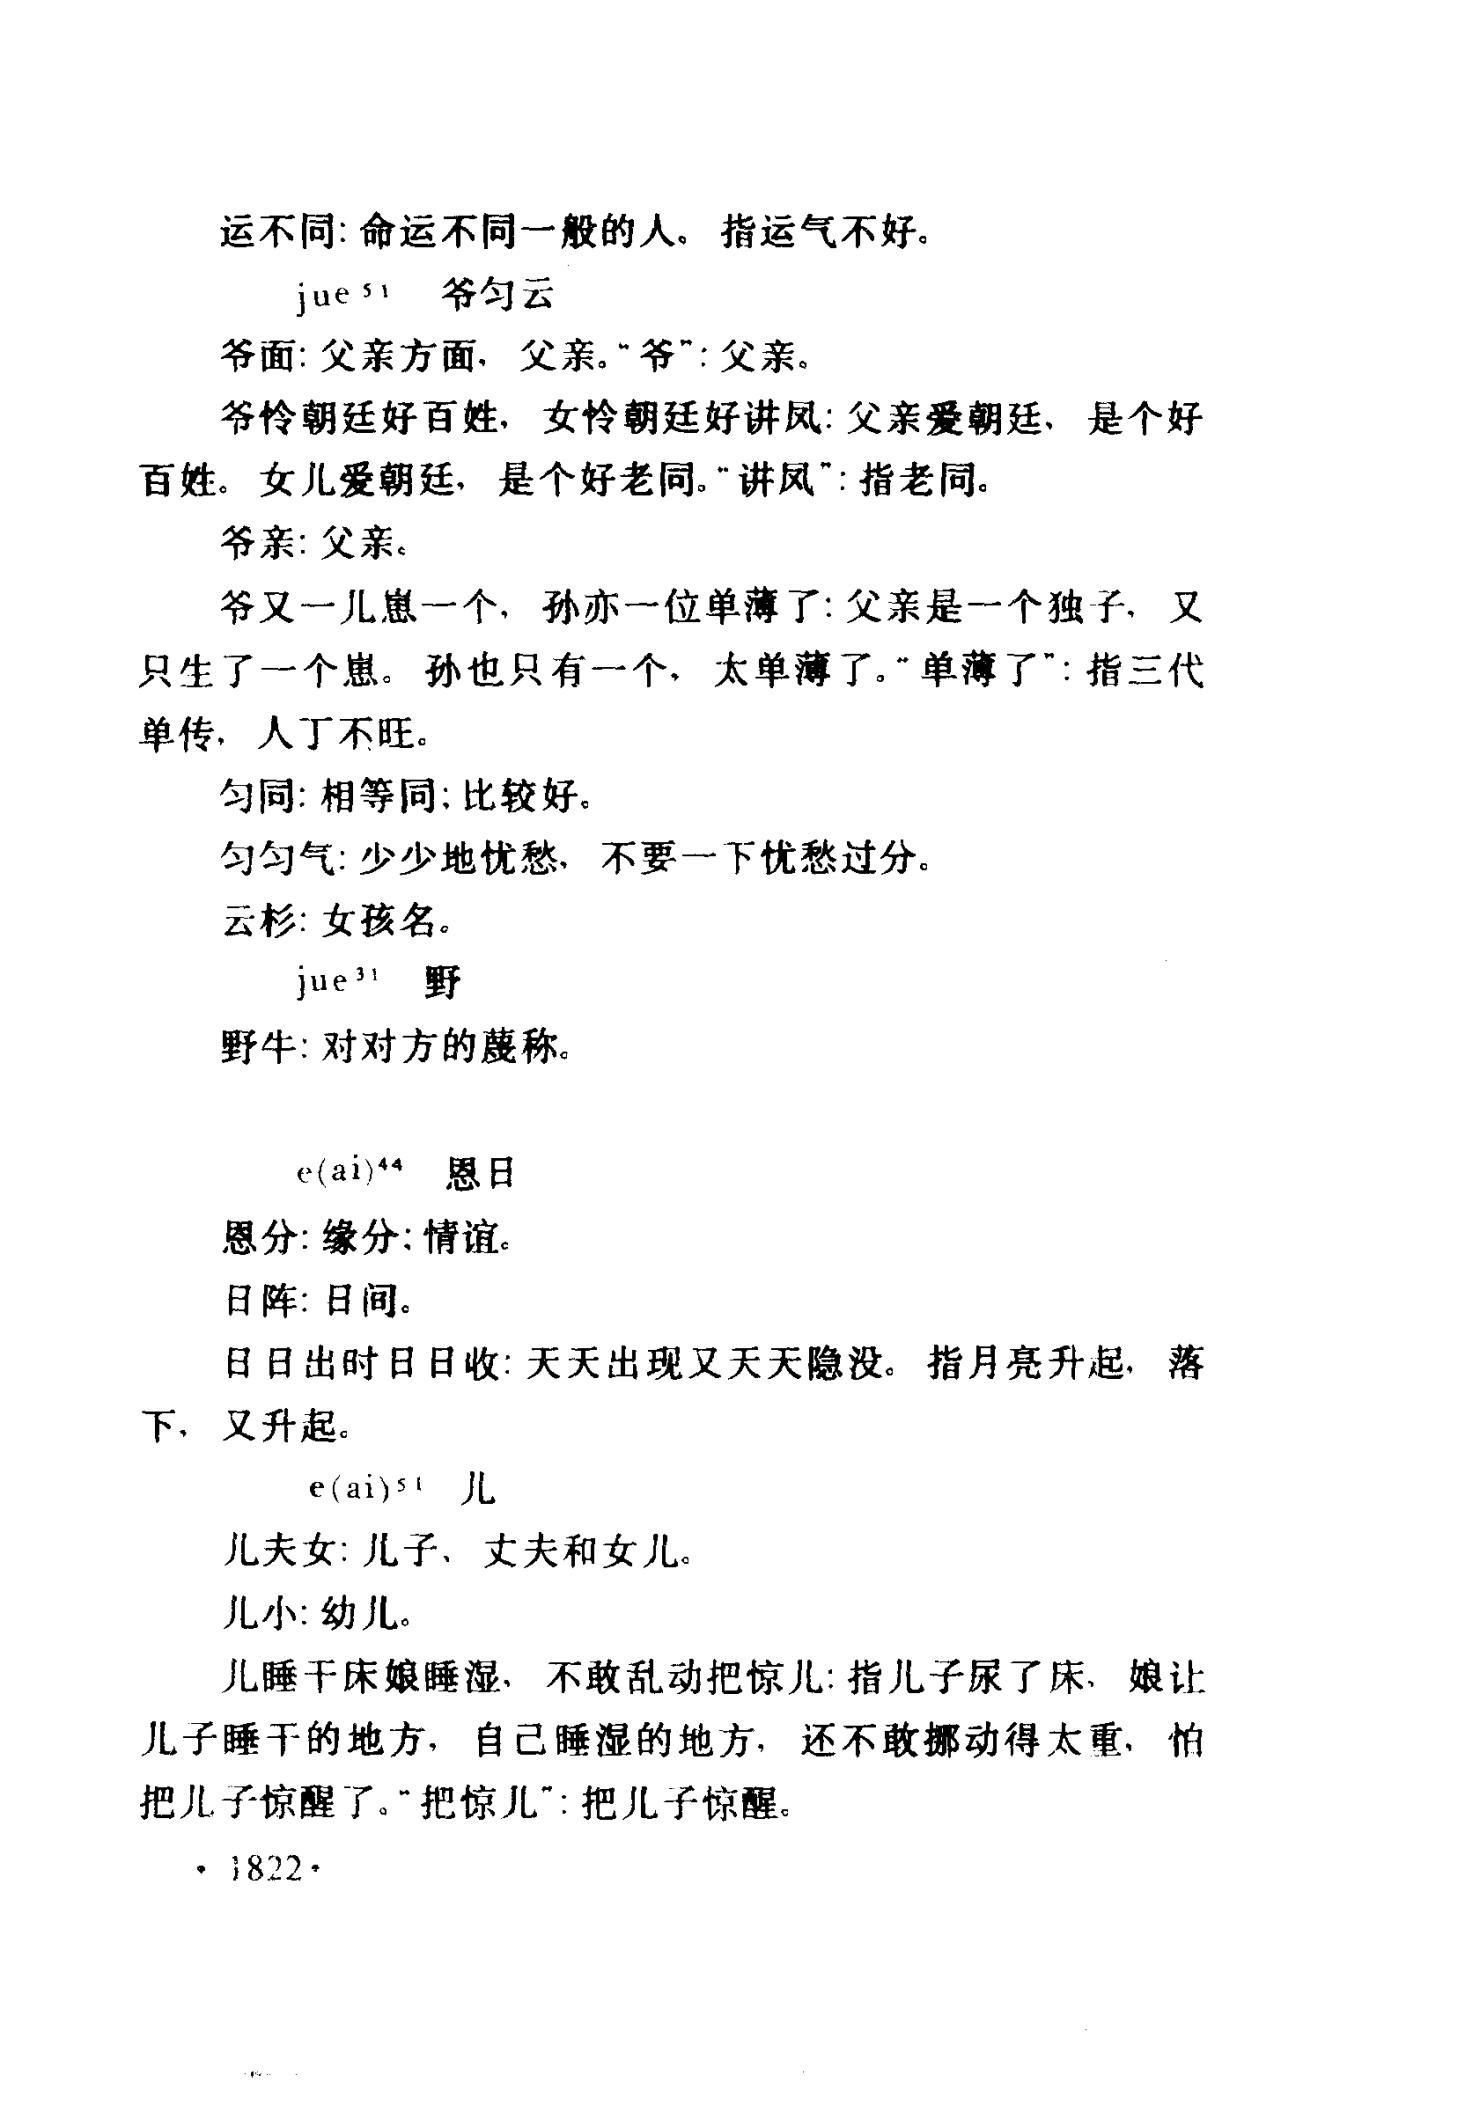 运不同：命运不同一般的人。指运气不好。
jue⁵¹ 爷匀云
爷面：父亲方面，父亲。“爷”：父亲。
爷怜朝廷好百姓，女怜朝廷好讲凤：父亲爱朝廷，是个好
百姓。女儿爱朝廷，是个好老同。“讲凤”：指老同。
爷亲：父亲。
爷又一儿崽一个，孙亦一位单薄了：父亲是一个独子，又
只生了一个崽。孙也只有一个，太单薄了。“单薄了”：指三代
单传，人丁不旺。
匀同：相等同；比较好。
匀匀气：少少地忧愁，不要一下忧愁过分。
云杉：女孩名。
jue³¹ 野
野牛：对对方的蔑称。
e(ai)⁴⁴ 恩日
恩分：缘分；情谊。
日阵：日间。
日日出时日日收：天天出现又天天隐没。指月亮升起，落
下，又升起。
e(ai)⁵¹ 儿
儿夫女：儿子、丈夫和女儿。
儿小：幼儿。
儿睡干床娘睡湿，不敢乱动把惊儿：指儿子尿了床，娘让
儿子睡干的地方，自己睡湿的地方，还不敢挪动得太重，怕
把儿子惊醒了。“把惊儿”：把儿子惊醒。
·1822·